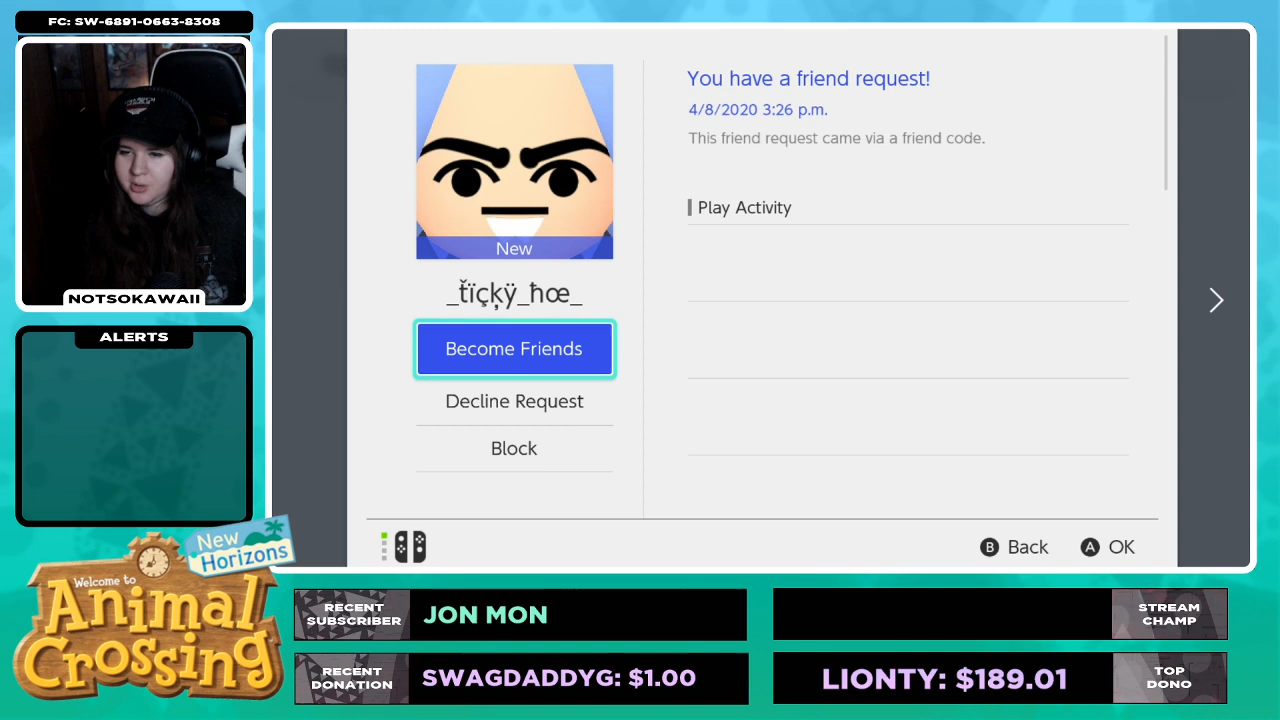 FC: SW-6891-0663-8308
NOTSOKAWAII
ALERTS
New
_ťïçķÿ_ħœ_
Become Friends
Decline Request
Block
You have a friend request!
4/8/2020 3:26 p.m.
This friend request came via a friend code.
Play Activity
B Back
A OK
Welcome to
Animal
Crossing
New
Horizons
RECENT
SUBSCRIBER
JON MON
STREAM
CHAMP
RECENT
DONATION
SWAGDADDYG: $1.00
LIONTY: $189.01
TOP
DONO